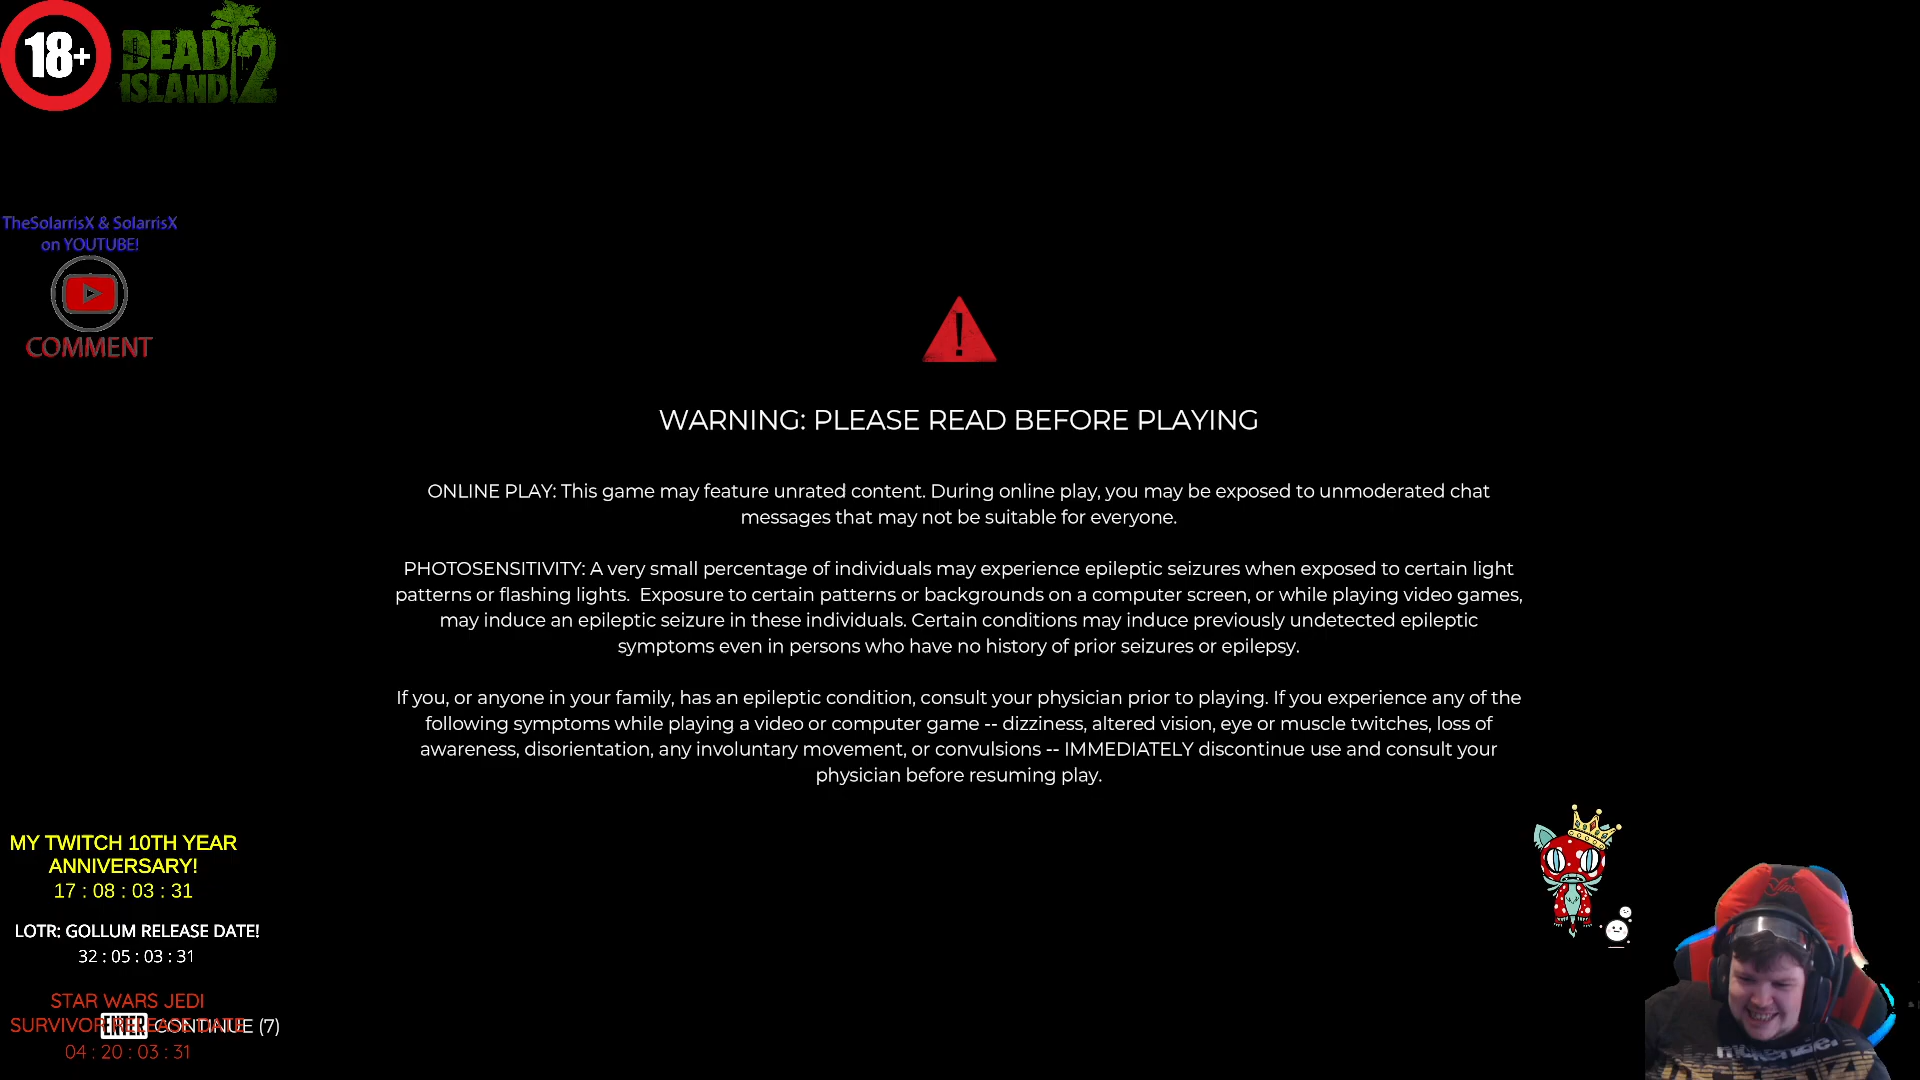 18+
DEAD
ISLAND 2
TheSolarrisX & SolarrisX
on YOUTUBE!
COMMENT
WARNING: PLEASE READ BEFORE PLAYING
ONLINE PLAY: This game may feature unrated content. During online play, you may be exposed to unmoderated chat
messages that may not be suitable for everyone.
PHOTOSENSITIVITY: A very small percentage of individuals may experience epileptic seizures when exposed to certain light
patterns or flashing lights.  Exposure to certain patterns or backgrounds on a computer screen, or while playing video games,
may induce an epileptic seizure in these individuals. Certain conditions may induce previously undetected epileptic
symptoms even in persons who have no history of prior seizures or epilepsy.
If you, or anyone in your family, has an epileptic condition, consult your physician prior to playing. If you experience any of the
following symptoms while playing a video or computer game -- dizziness, altered vision, eye or muscle twitches, loss of
awareness, disorientation, any involuntary movement, or convulsions -- IMMEDIATELY discontinue use and consult your
physician before resuming play.
MY TWITCH 10TH YEAR
ANNIVERSARY!
17 : 08 : 03 : 31
LOTR: GOLLUM RELEASE DATE!
32 : 05 : 03 : 31
STAR WARS JEDI
SURVIVOR RELEASE DATE
ENTER CONTINUE (7)
04 : 20 : 03 : 31